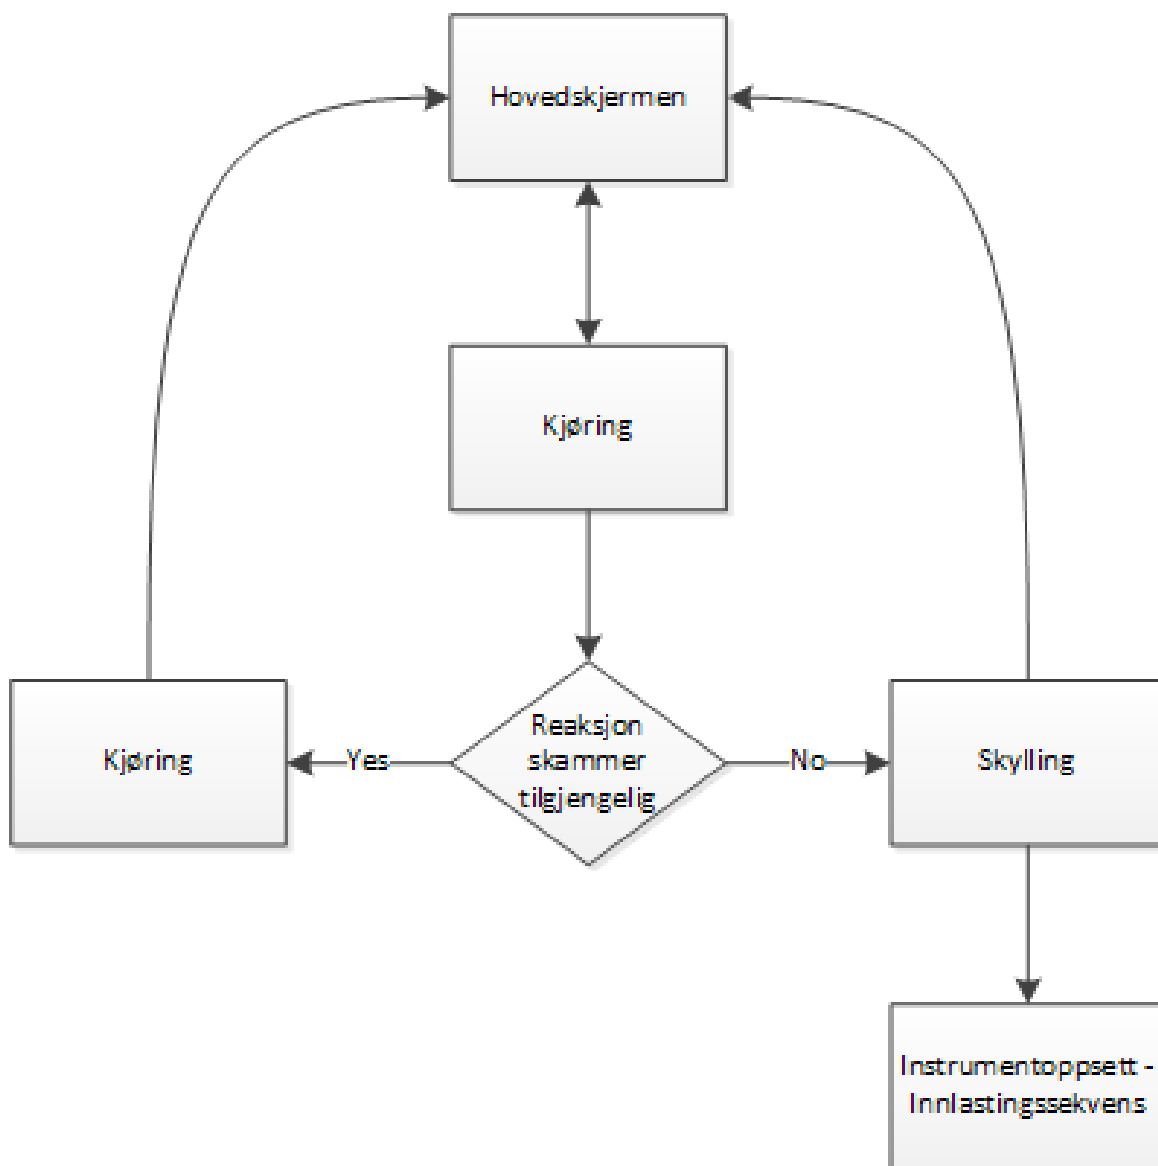 Hovedskjermen
Kjøring
Reaksjon
skammer
tilgjengelig
Kjøring
Yes
No
Skylling
Instrumentoppsett -
Innlastingssekvens